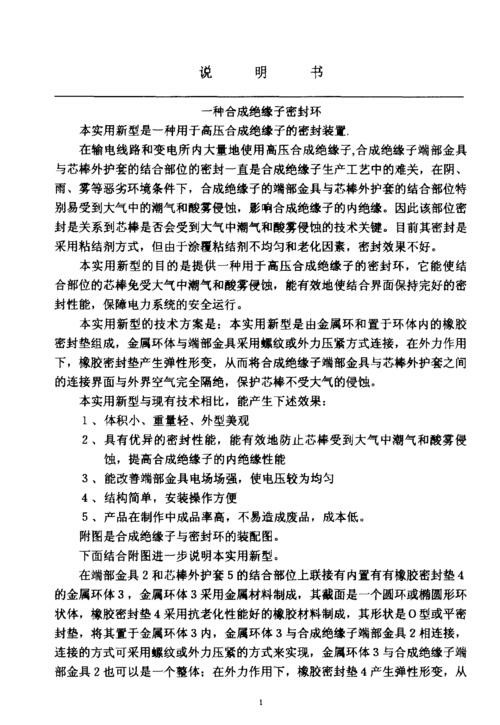 说 明 书
一种合成绝缘子密封环
本实用新型是一种用于高压合成绝缘子的密封装置.
在输电线路和变电所内大量地使用高压合成绝缘子,合成绝缘子端部金具
与芯棒外护套的结合部位的密封一直是合成绝缘子生产工艺中的难关，在阴、
雨、雾等恶劣环境条件下，合成绝缘子的端部金具与芯棒外护套的结合部位特
别易受到大气中的潮气和酸雾侵蚀，影响合成绝缘子的内绝缘。因此该部位密
封是关系到芯棒是否会受到大气中潮气酸雾侵蚀的技术关键。目前其密封是
采用粘结剂方式，但由于涂覆粘结剂不均匀和老化因素，密封效果不好。
本实用新型的目的是提供一种用于高压合成绝缘子的密封环，它能使结
合部位的芯棒免受大气中潮气和酸雾侵蚀，能有效地使结合界面保持完好的密
封性能，保障电力系统的安全运行。
本实用新型的技术方案是：本实用新型是由金属环和置于环体内的橡胶
密封垫组成，金属环体与端部金具采用螺纹或外力压紧方式连接，在外力作用
下，橡胶密封垫产生弹性形变，从而将合成绝缘子端部金具与芯棒外护套之间
的连接界面与外界空气完全隔绝，保护芯棒不受大气的侵蚀。
本实用新型与现有技术相比，能产生下述效果：
1、体积小、重量轻、外型美观
2、具有优异的密封性能，能有效地防止芯棒受到大气中潮气和酸雾侵
蚀，提高合成绝缘子的内绝缘性能
3、能改善端部金具电场场强，使电压较为均匀
4、结构简单，安装操作方便
5、产品在制作中成品率高，不易造成废品，成本低。
附图是合成绝缘子与密封环的装配图。
下面结合附图进一步说明本实用新型。
在端部金具2和芯棒外护套5的结合部位上联接有内置有有橡胶密封垫4
的金属环体3，金属环体3采用金属材料制成，其截面是一个圆环或椭圆形环
状体，橡胶密封垫4采用抗老化性能好的橡胶材料制成，其形状是O型或平密
封垫，将其置于金属环体3内，金属环体3与合成绝缘子端部金具2相连接，
连接的方式可采用螺纹或外力压紧的方式来实现，金属环体3与合成绝缘子端
部金具2也可以是一个整体；在外力作用下，橡胶密封垫4产生弹性形变，从
1